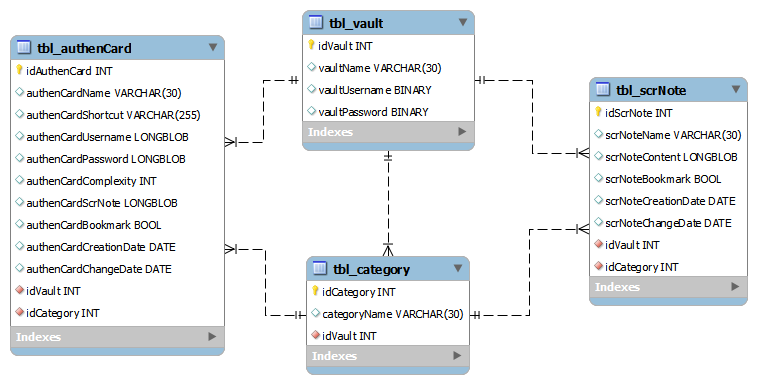 tbl_authenCard
idAuthenCard INT
authenCardName VARCHAR(30)
authenCardShortcut VARCHAR(255)
authenCardUsername LONGBLOB
authenCardPassword LONGBLOB
authenCardComplexity INT
authenCardScrNote LONGBLOB
authenCardBookmark BOOL
authenCardCreationDate DATE
authenCardChangeDate DATE
idVault INT
idCategory INT
Indexes
tbl_vault
idVault INT
vaultName VARCHAR(30)
vaultUsername BINARY
vaultPassword BINARY
Indexes
tbl_category
idCategory INT
categoryName VARCHAR(30)
idVault INT
Indexes
tbl_scrNote
idScrNote INT
scrNoteName VARCHAR(30)
scrNoteContent LONGBLOB
scrNoteBookmark BOOL
scrNoteCreationDate DATE
scrNoteChangeDate DATE
idVault INT
idCategory INT
Indexes